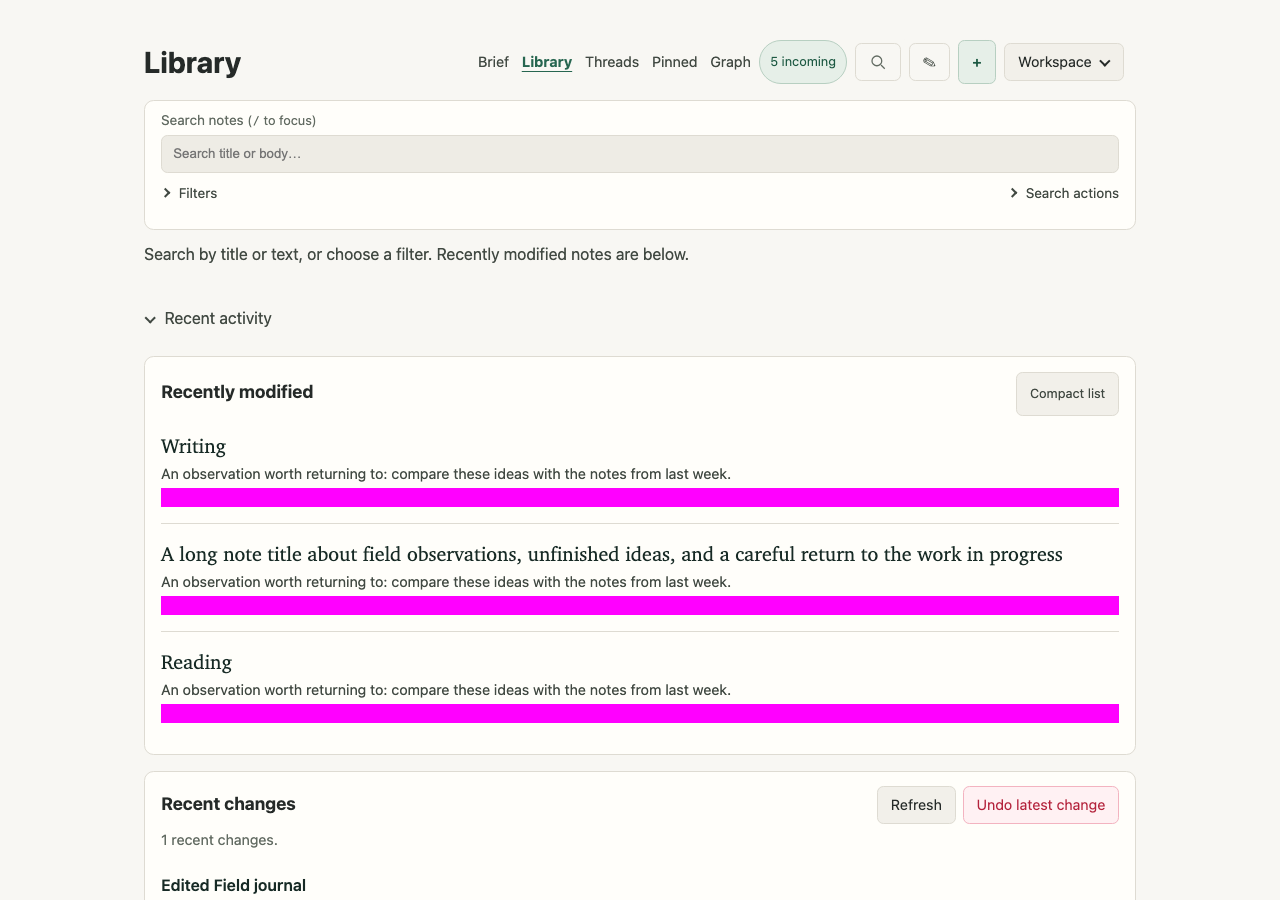 Library
Brief Library Threads Pinned Graph 5 incoming + Workspace
Search notes (/ to focus)
Search title or body...
Filters Search actions
Search by title or text, or choose a filter. Recently modified notes are below.
Recent activity
Recently modified Compact list
Writing
An observation worth returning to: compare these ideas with the notes from last week.
A long note title about field observations, unfinished ideas, and a careful return to the work in progress
An observation worth returning to: compare these ideas with the notes from last week.
Reading
An observation worth returning to: compare these ideas with the notes from last week.
Recent changes Refresh Undo latest change
1 recent changes.
Edited Field journal